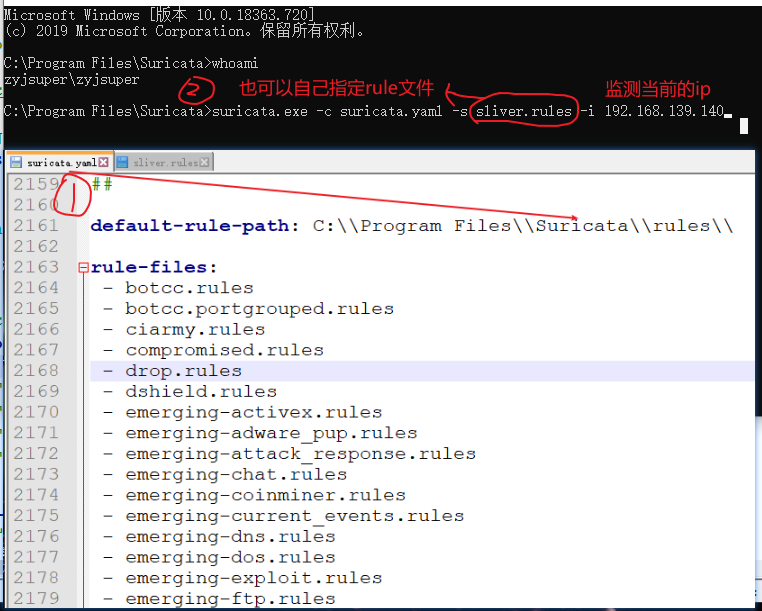 Microsoft Windows [版本 10.0.18363.720]
(c) 2019 Microsoft Corporation。保留所有权利。
C:\Program Files\Suricata>whoami
zyjsuper\zyjsuper
2 也可以自己指定rule文件 监测当前的ip
C:\Program Files\Suricata>suricata.exe -c suricata.yaml -s sliver.rules -i 192.168.139.140
suricata.yaml sliver.rules
1
2159 ##
2160
2161 default-rule-path: C:\\Program Files\\Suricata\\rules\\
2162
2163 rule-files:
2164 - botcc.rules
2165 - botcc.portgrouped.rules
2166 - ciarmy.rules
2167 - compromised.rules
2168 - drop.rules
2169 - dshield.rules
2170 - emerging-activex.rules
2171 - emerging-adware_pup.rules
2172 - emerging-attack_response.rules
2173 - emerging-chat.rules
2174 - emerging-coinminer.rules
2175 - emerging-current_events.rules
2176 - emerging-dns.rules
2177 - emerging-dos.rules
2178 - emerging-exploit.rules
2179 - emerging-ftp.rules